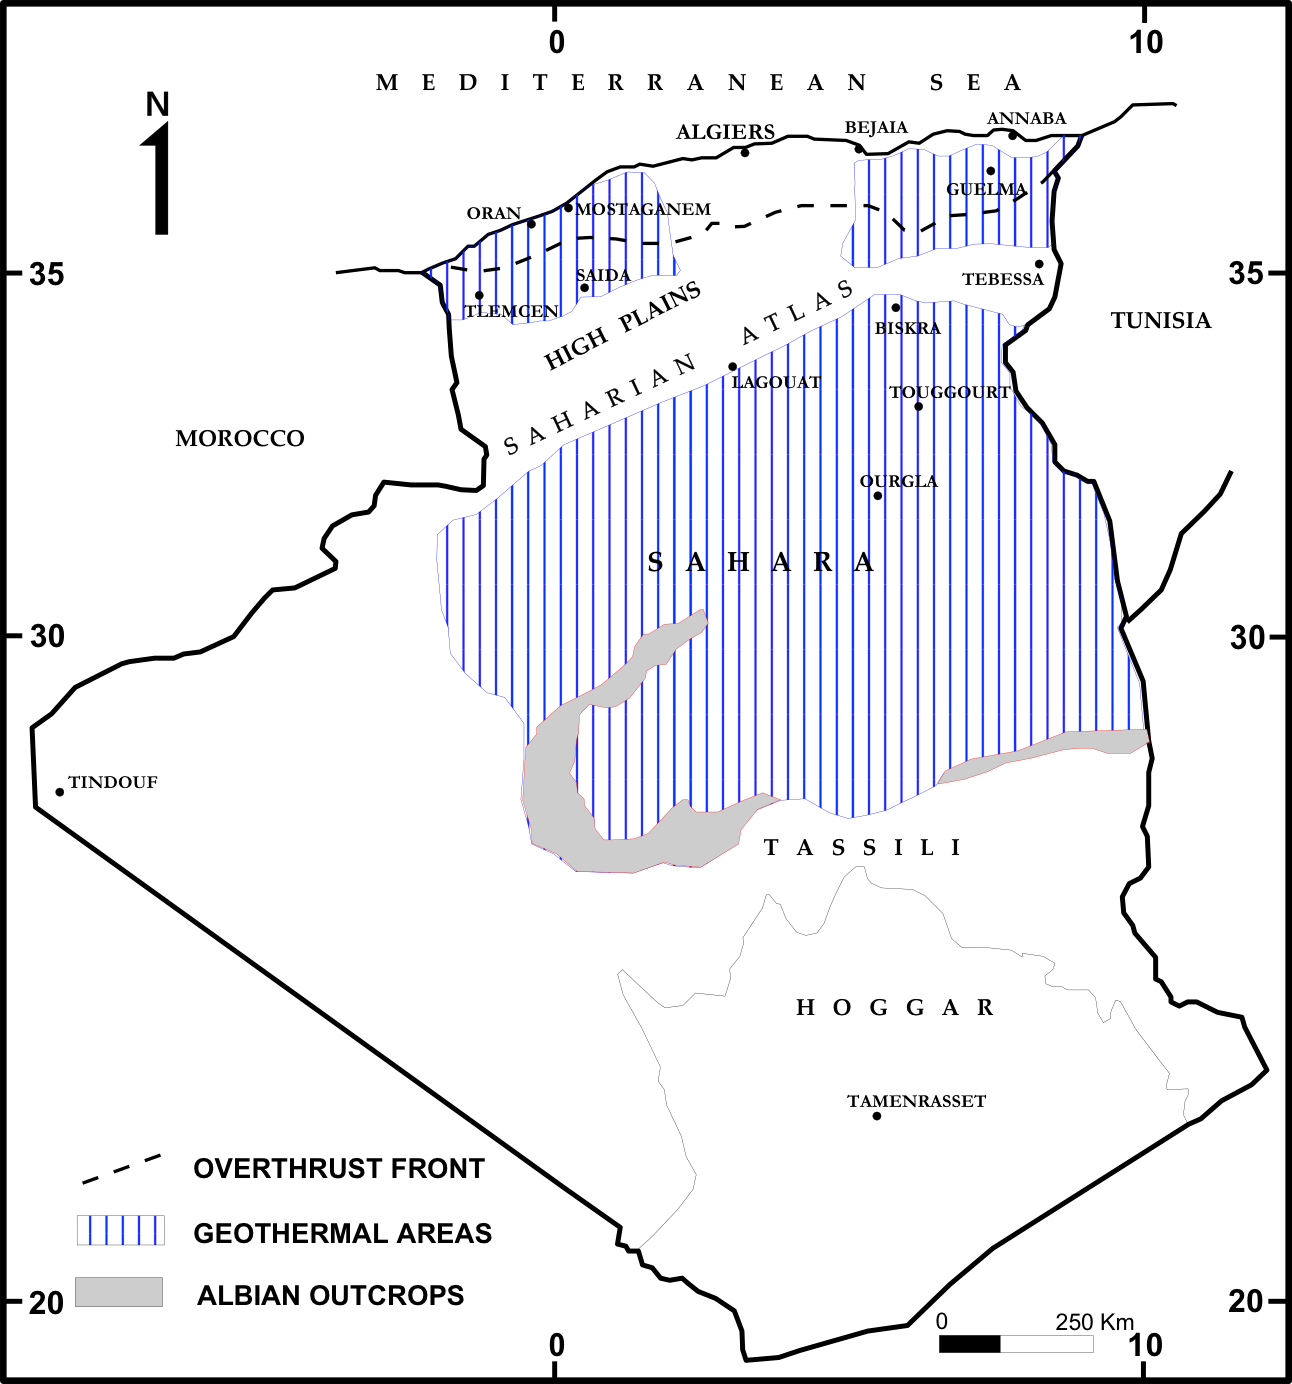 0
10
M E D I T E R R A N E A N S E A
N
ALGIERS
BEJAIA
ANNABA
GUELMA
ORAN
MOSTAGANEM
35
SAIDA
TEBESSA
35
TLEMCEN
HIGH PLAINS
S A H A R I A N A T L A S
BISKRA
TUNISIA
LAGOUAT
TOUGGOURT
MOROCCO
OURGLA
S A H A R A
30
30
TINDOUF
T A S S I L I
H O G G A R
TAMENRASSET
OVERTHRUST FRONT
GEOTHERMAL AREAS
ALBIAN OUTCROPS
20
20
0 250 Km
0
10